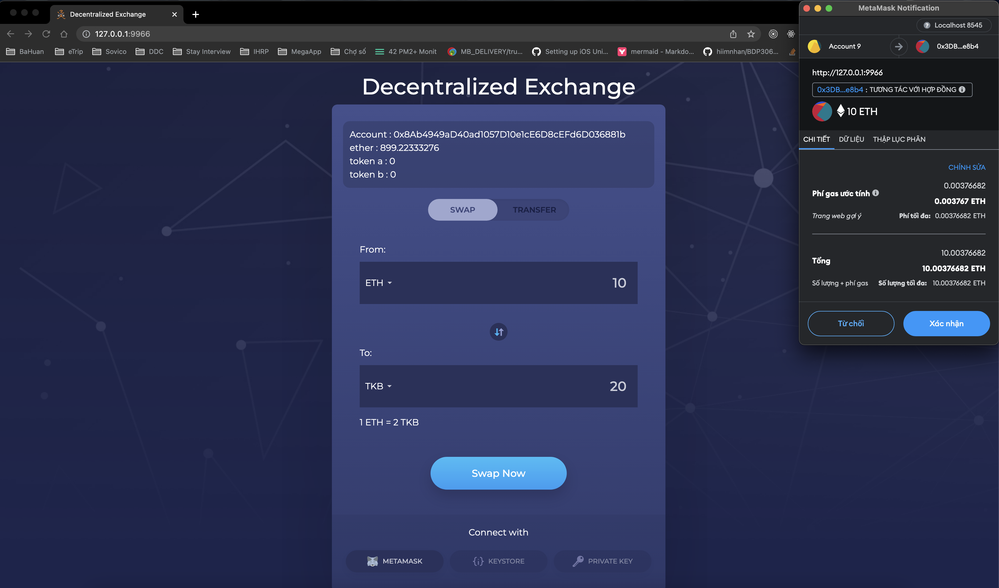 Decentralized Exchange
127.0.0.1:9966
BaHuan eTrip Sovico DDC Stay Interview IHRP MegaApp Chợ số 42 PM2+ Monit MB_DELIVERY/tru... Setting up iOS Uni... mermaid - Markdo... hiimnhan/BDP306...
Decentralized Exchange
Account : 0x8Ab4949aD40ad1057D10e1cE6D8cEFd6D036881b
ether : 899.22333276
token a : 0
token b : 0
SWAP TRANSFER
From:
ETH 10
To:
TKB 20
1 ETH = 2 TKB
Swap Now
Connect with
METAMASK {i} KEYSTORE PRIVATE KEY
MetaMask Notification
? Localhost 8545
Account 9 0x3DB...e8b4
http://127.0.0.1:9966
0x3DB...e8b4 : TƯƠNG TÁC VỚI HỢP ĐỒNG
10 ETH
CHI TIẾT DỮ LIỆU THẬP LỤC PHÂN
CHỈNH SỬA
0.00376682
Phí gas ước tính
0.003767 ETH
Trang web gợi ý Phí tối đa: 0.00376682 ETH
10.00376682
Tổng
10.00376682 ETH
Số lượng + phí gas Số lượng tối đa: 10.00376682 ETH
Từ chối Xác nhận